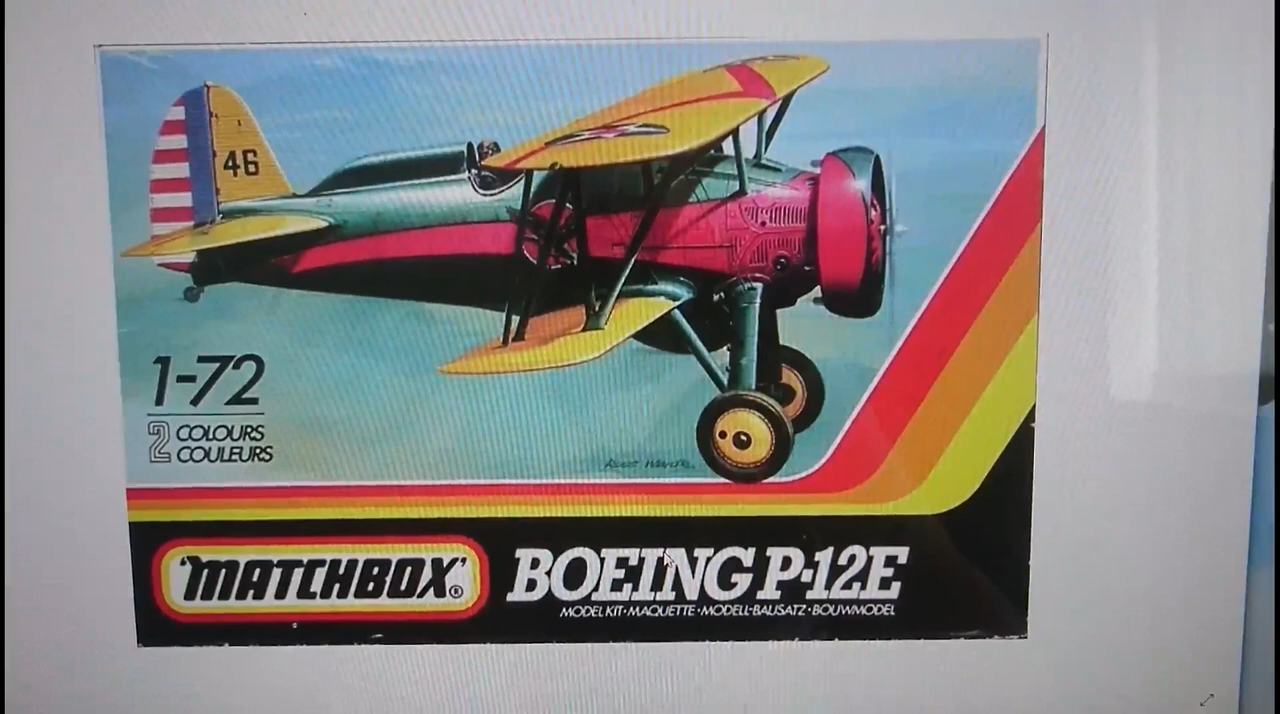 46
1-72
2 COLOURS
COULEURS
'MATCHBOX'®
BOEING P-12E
MODEL KIT·MAQUETTE·MODELL-BAUSATZ·BOUWMODEL